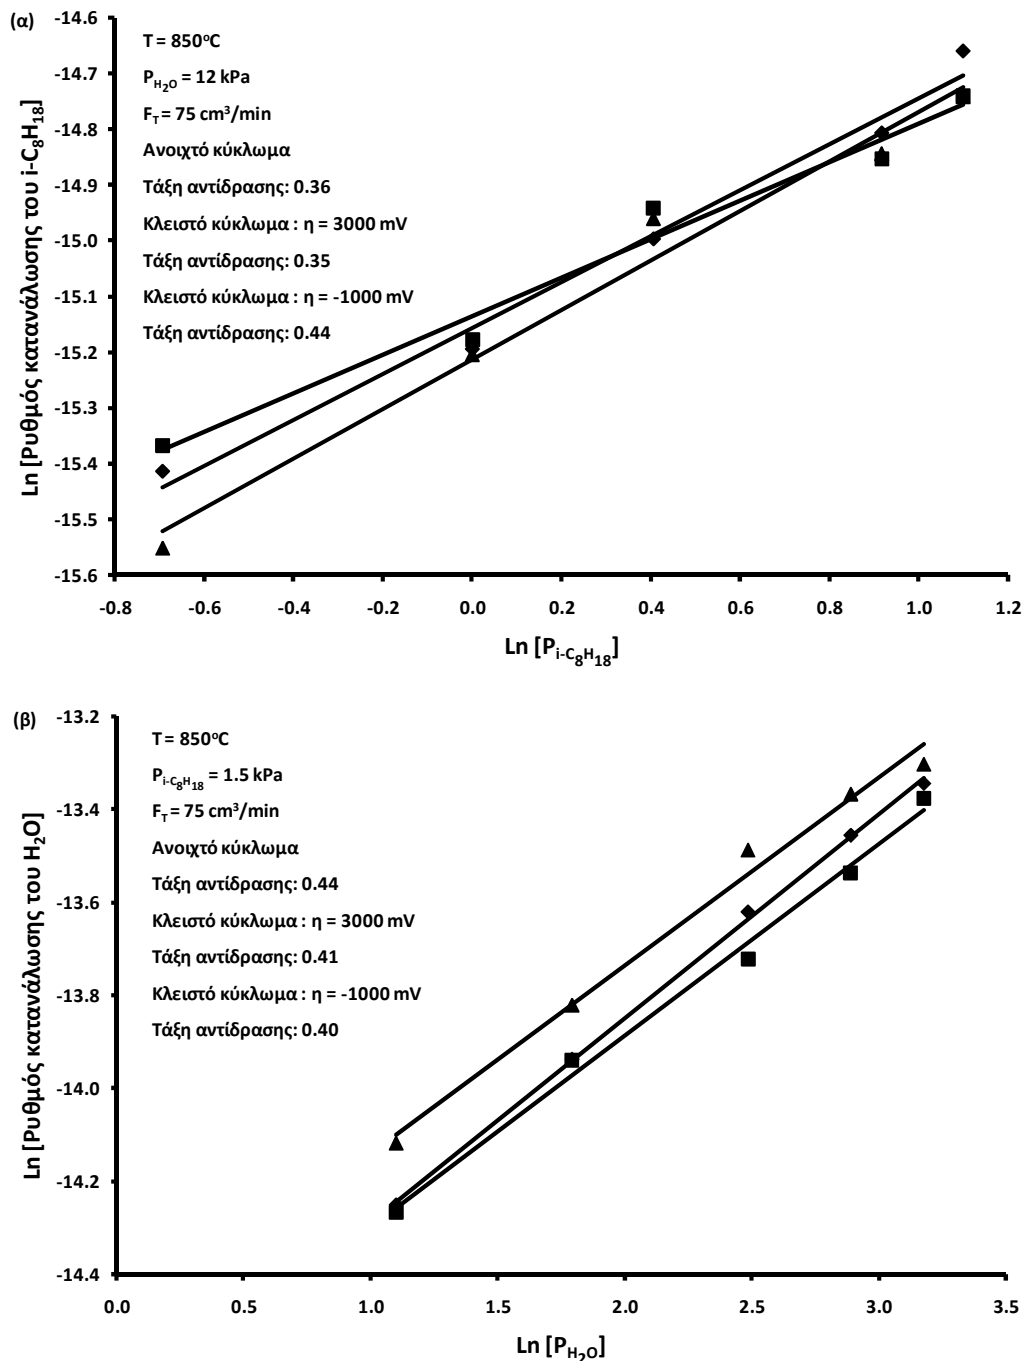 (α)
-14.6
-14.7
-14.8
-14.9
-15.0
-15.1
-15.2
-15.3
-15.4
-15.5
-15.6
Ln [Ρυθμός κατανάλωσης του i-C8H18]
T = 850°C
P_H2O = 12 kPa
F_T = 75 cm³/min
Ανοιχτό κύκλωμα
Τάξη αντίδρασης: 0.36
Κλειστό κύκλωμα : η = 3000 mV
Τάξη αντίδρασης: 0.35
Κλειστό κύκλωμα : η = -1000 mV
Τάξη αντίδρασης: 0.44
-0.8 -0.6 -0.4 -0.2 0.0 0.2 0.4 0.6 0.8 1.0 1.2
Ln [P_i-C8H18]
(β)
-13.2
-13.4
-13.6
-13.8
-14.0
-14.2
-14.4
Ln [Ρυθμός κατανάλωσης του H2O]
T = 850°C
P_i-C8H18 = 1.5 kPa
F_T = 75 cm³/min
Ανοιχτό κύκλωμα
Τάξη αντίδρασης: 0.44
Κλειστό κύκλωμα : η = 3000 mV
Τάξη αντίδρασης: 0.41
Κλειστό κύκλωμα : η = -1000 mV
Τάξη αντίδρασης: 0.40
0.0 0.5 1.0 1.5 2.0 2.5 3.0 3.5
Ln [P_H2O]